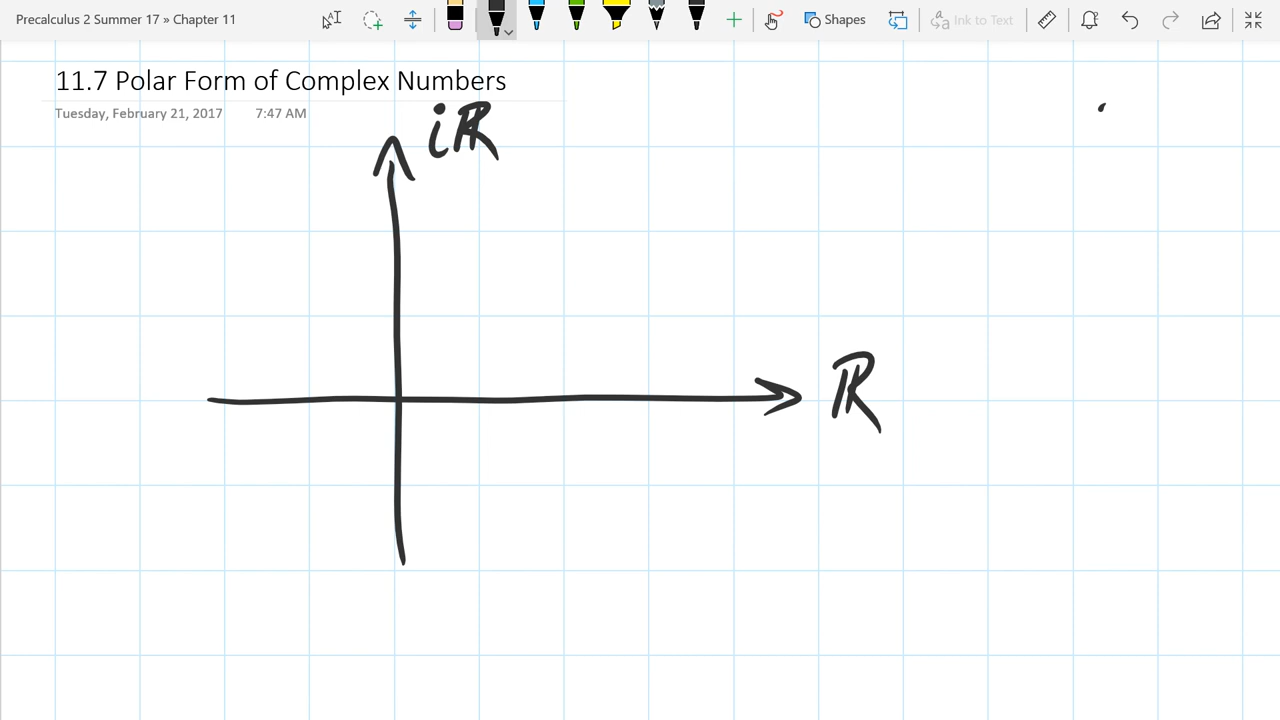 Precalculus 2 Summer 17 » Chapter 11
Shapes
Ink to Text
11.7 Polar Form of Complex Numbers
Tuesday, February 21, 2017 7:47 AM
iℝ
ℝ